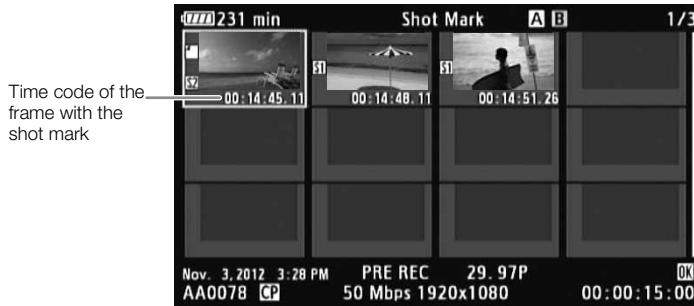 231 min Shot Mark A B 1/3
S2
S1
S1
00:14:45.11 00:14:48.11 00:14:51.26
Time code of the
frame with the
shot mark
Nov. 3,2012 3:28 PM PRE REC 29.97P OK
AA0078 CP 50 Mbps 1920x1080 00:00:15:00